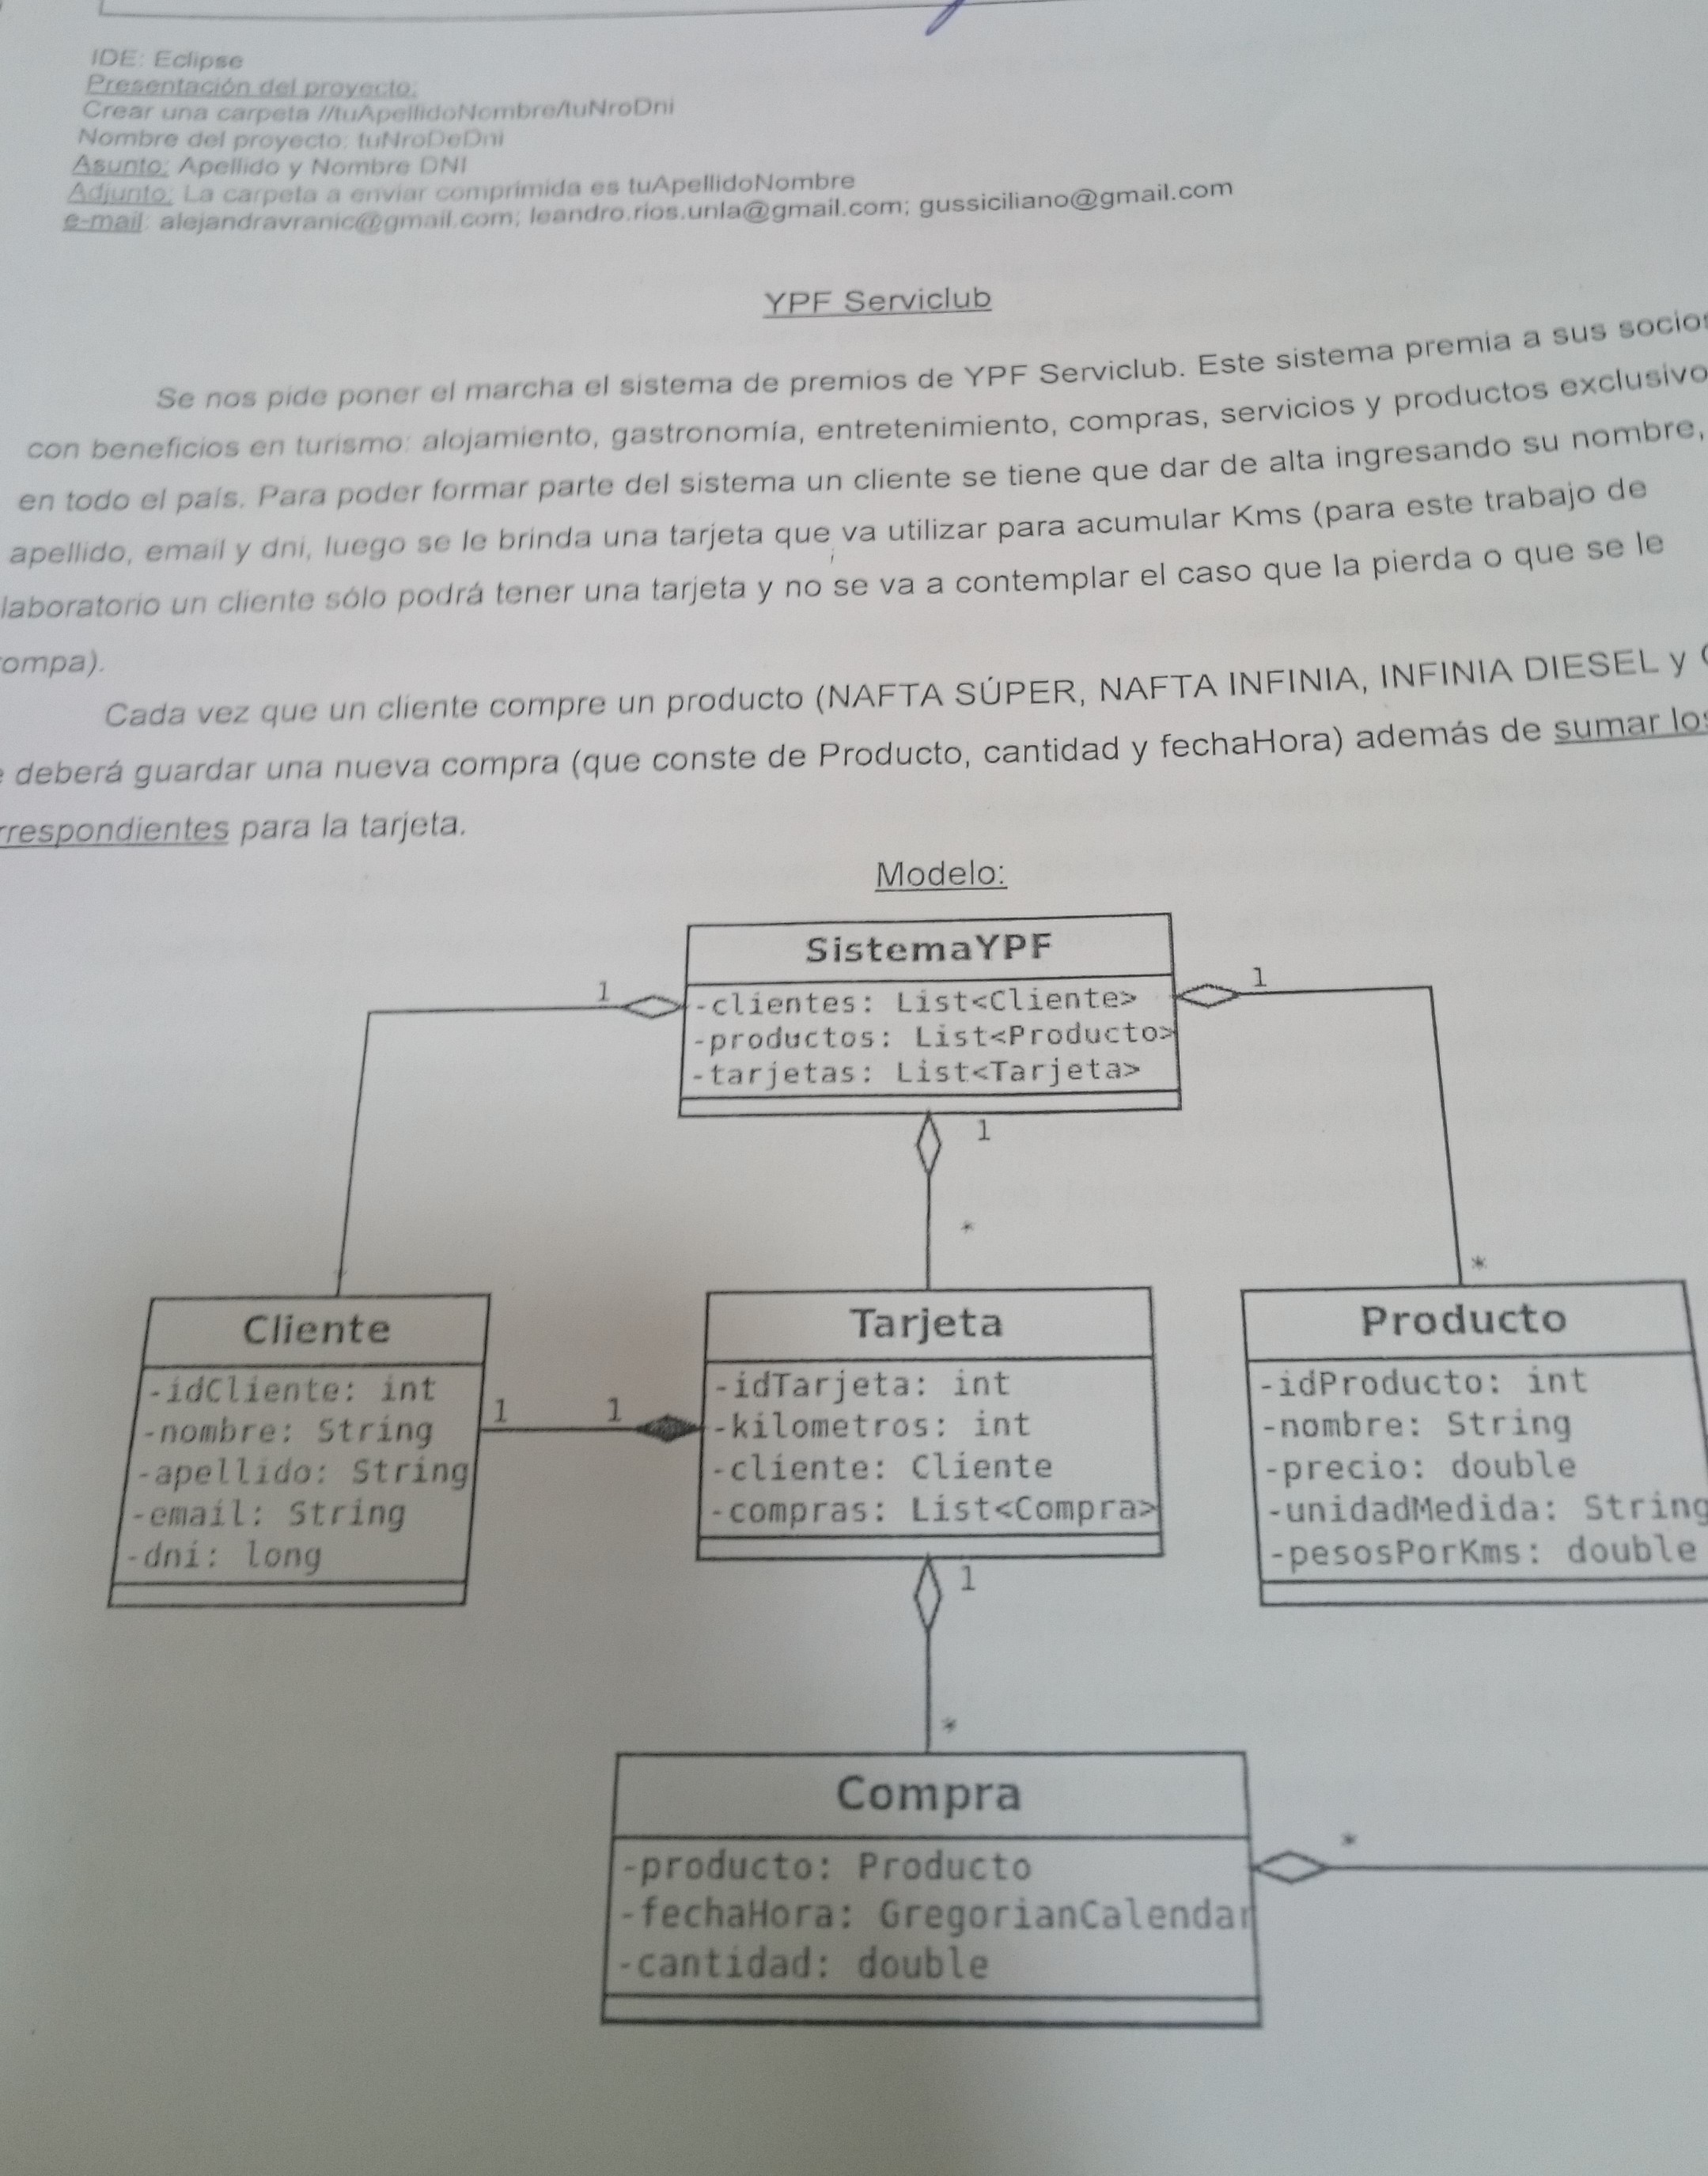 IDE: Eclipse
Presentación del proyecto:
Crear una carpeta //tuApellidoNombre/tuNroDni
Nombre del proyecto: tuNroDeDni
Asunto: Apellido y Nombre DNI
Adjunto: La carpeta a enviar comprimida es tuApellidoNombre
e-mail: alejandravranic@gmail.com; leandro.rios.unla@gmail.com; gussiciliano@gmail.com
YPF Serviclub
Se nos pide poner el marcha el sistema de premios de YPF Serviclub. Este sistema premia a sus socios
con beneficios en turismo: alojamiento, gastronomía, entretenimiento, compras, servicios y productos exclusivo
en todo el país. Para poder formar parte del sistema un cliente se tiene que dar de alta ingresando su nombre,
apellido, email y dni, luego se le brinda una tarjeta que va utilizar para acumular Kms (para este trabajo de
laboratorio un cliente sólo podrá tener una tarjeta y no se va a contemplar el caso que la pierda o que se le
ompa).
Cada vez que un cliente compre un producto (NAFTA SÚPER, NAFTA INFINIA, INFINIA DIESEL y
e deberá guardar una nueva compra (que conste de Producto, cantidad y fechaHora) además de sumar los
rrespondientes para la tarjeta.
Modelo:
SistemaYPF
-clientes: List<Cliente>
-productos: List<Producto>
-tarjetas: List<Tarjeta>
1
1
1
*
*
Cliente
-idCliente: int
-nombre: String
-apellido: String
-email: String
-dni: long
1
1
Tarjeta
-idTarjeta: int
-kilometros: int
-cliente: Cliente
-compras: List<Compra>
Producto
-idProducto: int
-nombre: String
-precio: double
-unidadMedida: String
-pesosPorKms: double
1
*
Compra
-producto: Producto
-fechaHora: GregorianCalendar
-cantidad: double
*